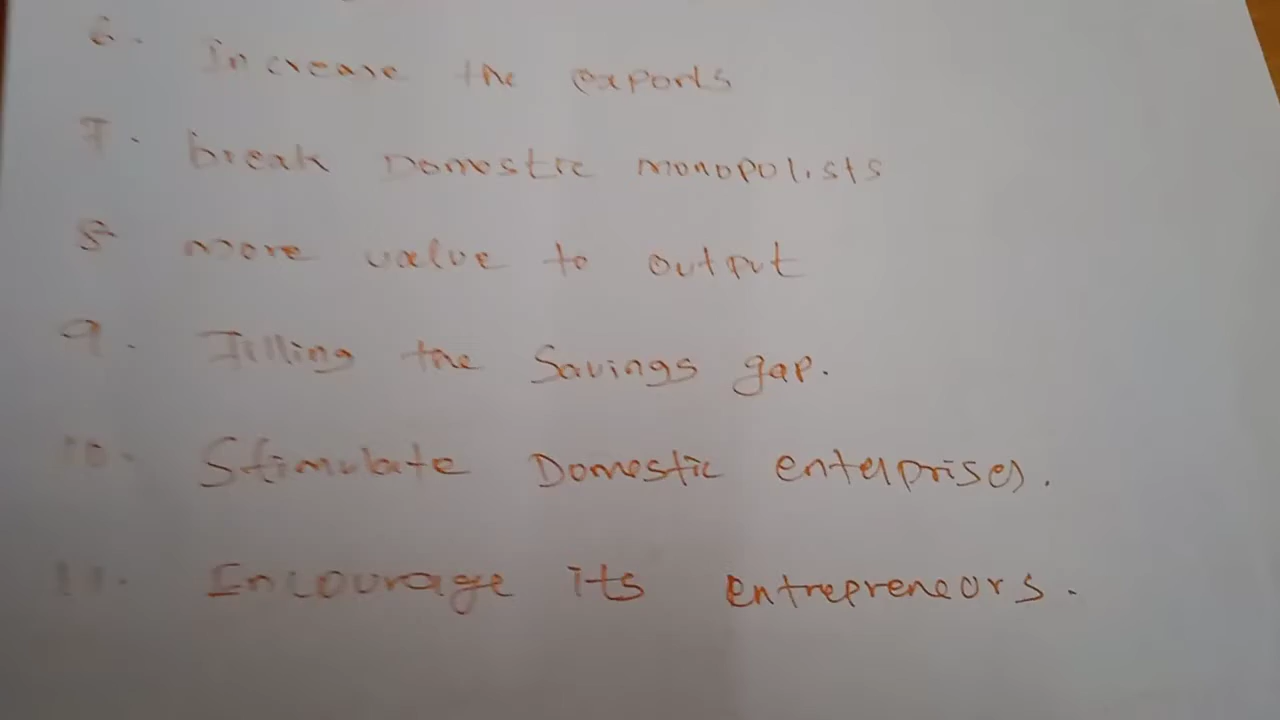 6. Increase the exports
7. break Domestic monopolists
8 more value to output
9. Filling the Savings gap.
10. Stimulate Domestic enterprises.
11. Encourage its entrepreneors.